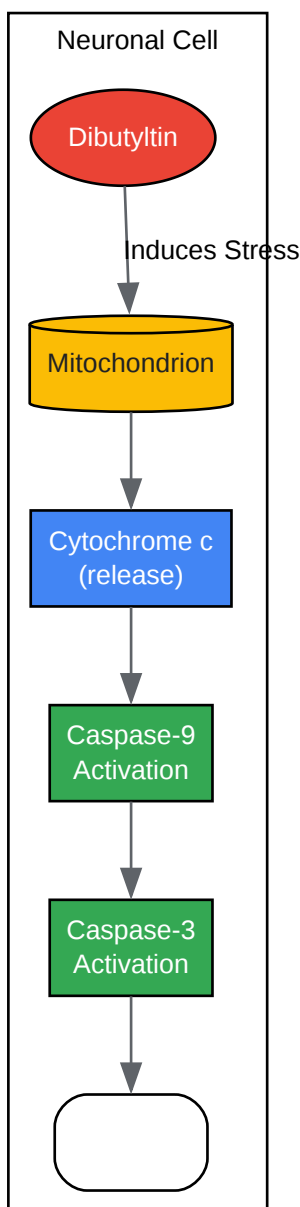 Neuronal Cell
Dibutyltin
Induces Stress
Mitochondrion
Cytochrome c
(release)
Caspase-9
Activation
Caspase-3
Activation